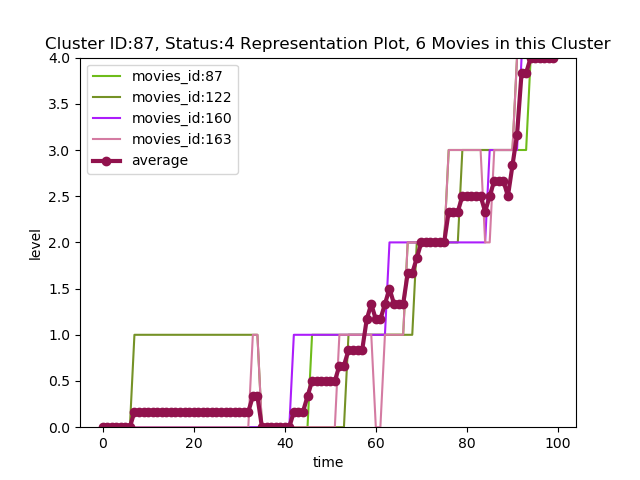 Cluster ID:87, Status:4 Representation Plot, 6 Movies in this Cluster
movies_id:87
movies_id:122
movies_id:160
movies_id:163
average
4.0
3.5
3.0
2.5
2.0
1.5
1.0
0.5
0.0
level
0 20 40 60 80 100
time